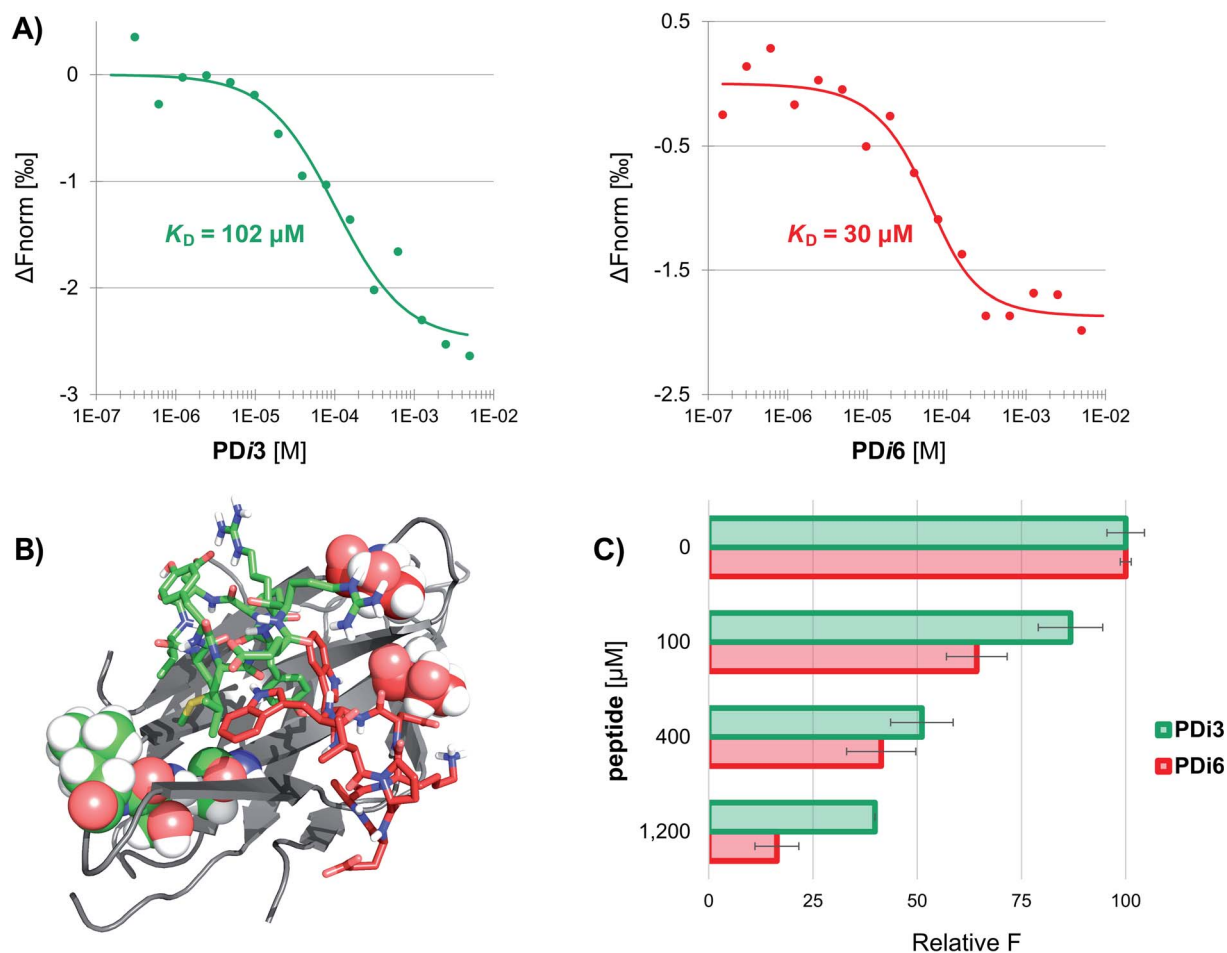 A)
0
-1
-2
-3
ΔFnorm [‰]
K_D = 102 µM
1E-07 1E-06 1E-05 1E-04 1E-03 1E-02
PDi3 [M]
0.5
-0.5
-1.5
-2.5
ΔFnorm [‰]
K_D = 30 µM
1E-07 1E-06 1E-05 1E-04 1E-03 1E-02
PDi6 [M]
B)
C)
peptide [µM]
0
100
400
1,200
0 25 50 75 100
Relative F
PDi3
PDi6